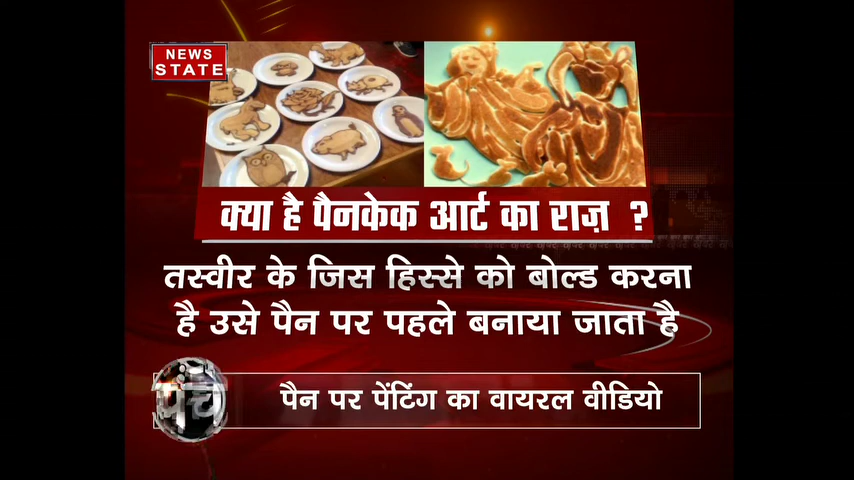 NEWS
STATE
क्या है पैनकेक आर्ट का राज़ ?
तस्वीर के जिस हिस्से को बोल्ड करना
है उसे पैन पर पहले बनाया जाता है
पैन पर पेंटिंग का वायरल वीडियो